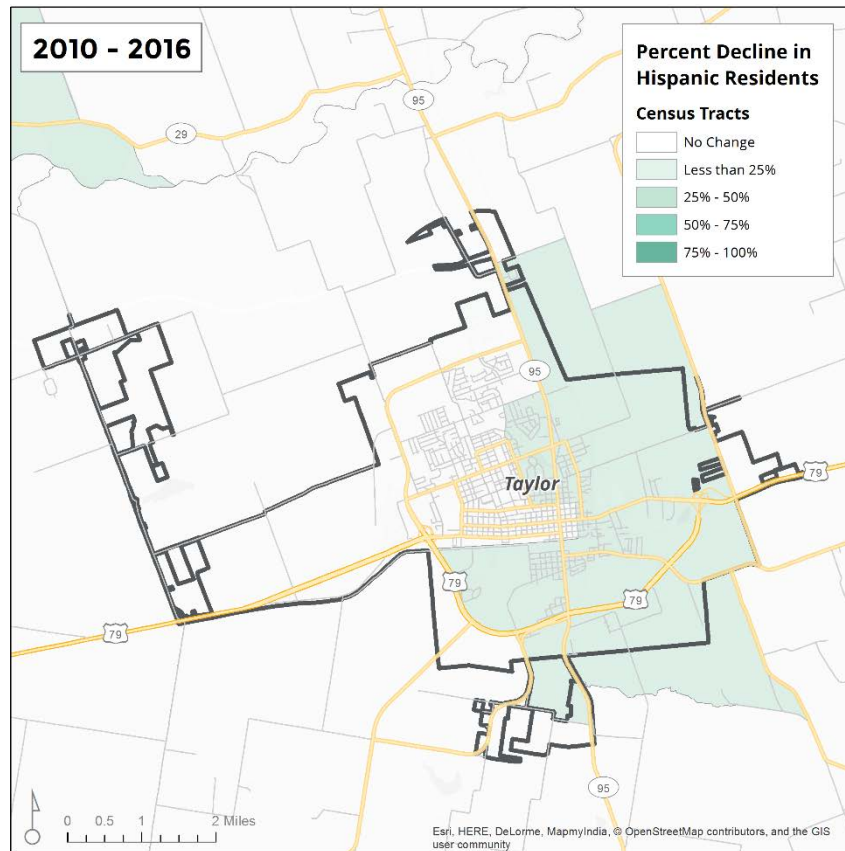 2010 - 2016
Percent Decline in
Hispanic Residents
Census Tracts
No Change
Less than 25%
25% - 50%
50% - 75%
75% - 100%
95
29
95
Taylor
79
79
79
79
95
0 0.5 1 2 Miles
Esri, HERE, DeLorme, MapmyIndia, © OpenStreetMap contributors, and the GIS
user community